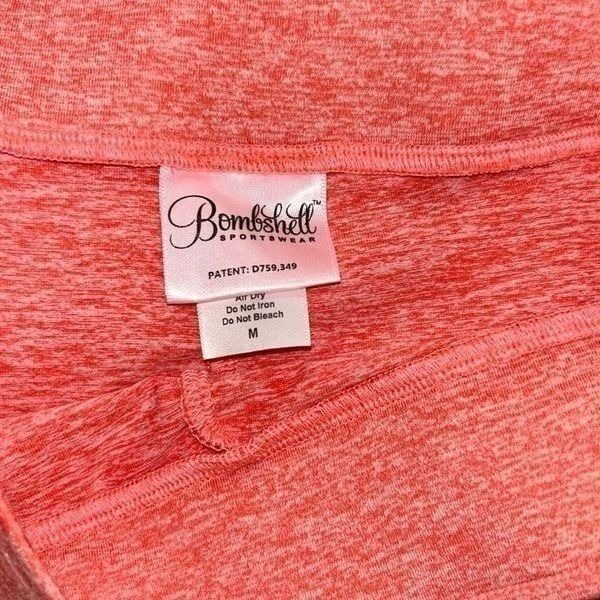 Bombshell™
SPORTSWEAR
PATENT: D759,349
Air Dry
Do Not Iron
Do Not Bleach
M